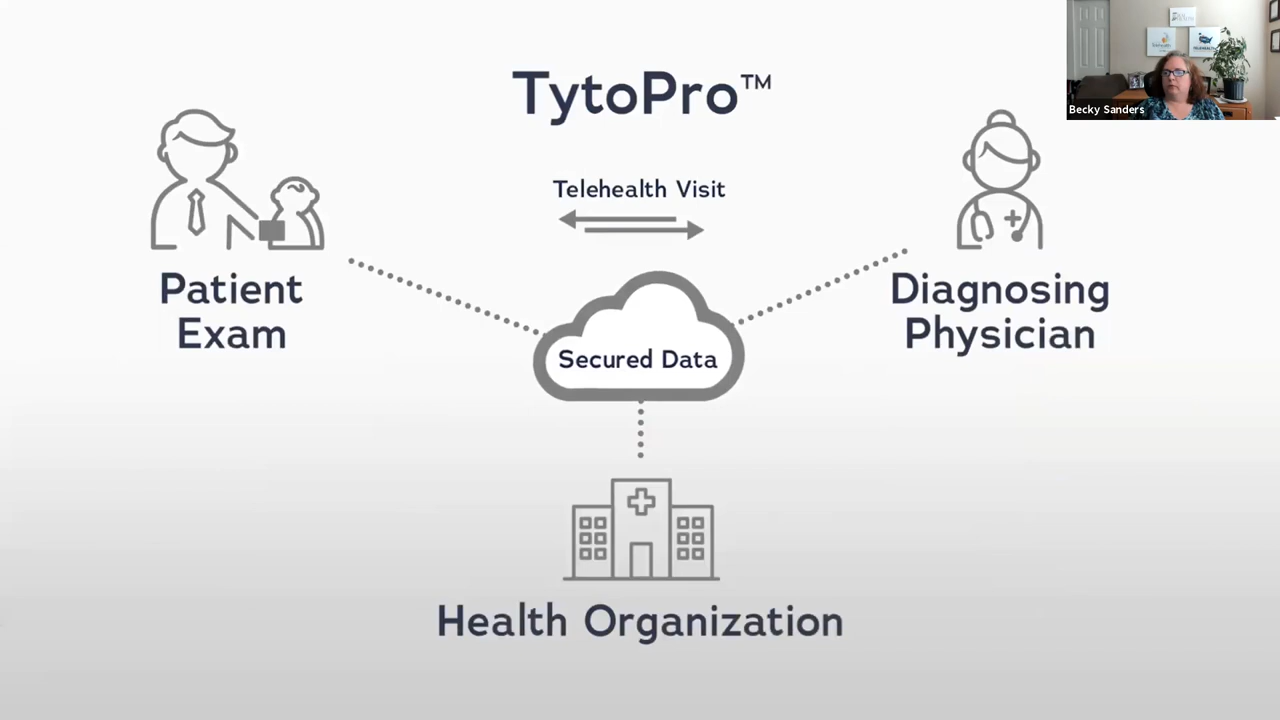 TytoPro™
Telehealth Visit
Patient
Exam
Diagnosing
Physician
Secured Data
Health Organization
Becky Sanders